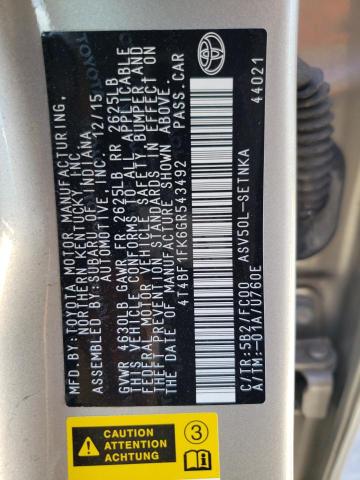 MFD. BY: TOYOTA MOTOR MANUFACTURING,
NORTHERN KENTUCKY, INC.
ASSEMBLED BY: SUBARU OF INDIANA
AUTOMOTIVE, INC. 12/15
GVWR 4630LB GAWR FR 2625LB RR 2625LB
THIS VEHICLE CONFORMS TO ALL APPLICABLE
FEDERAL MOTOR VEHICLE SAFETY, BUMPER AND
THEFT PREVENTION STANDARDS IN EFFECT ON
THE DATE OF MANUFACTURE SHOWN ABOVE.
4T4BF1FK6GR543492 PASS.CAR
C/TR:5B2/FC00 ASV50L-SETNKA
A/TM:-01A/U760E 44021
CAUTION
ATTENTION
ACHTUNG
3